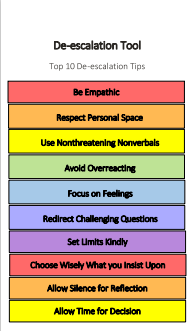 De-escalation Tool
Top 10 De-escalation Tips
Be Empathic
Respect Personal Space
Use Nonthreatening Nonverbals
Avoid Overreacting
Focus on Feelings
Redirect Challenging Questions
Set Limits Kindly
Choose Wisely What you Insist Upon
Allow Silence for Reflection
Allow Time for Decision